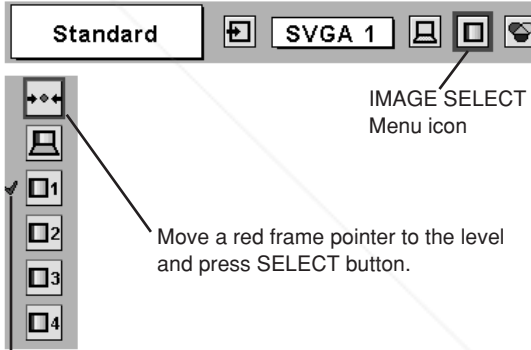 Standard
SVGA 1
IMAGE SELECT
Menu icon
1
Move a red frame pointer to the level
and press SELECT button.
2
3
4